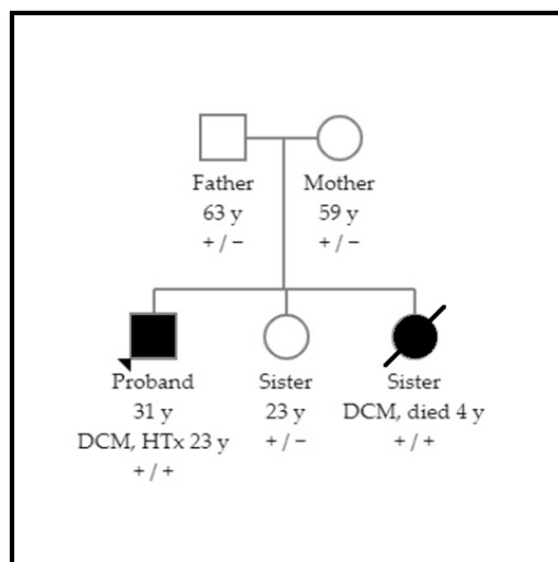 Father
63 y
+ / −
Mother
59 y
+ / −
Proband
31 y
DCM, HTx 23 y
+ / +
Sister
23 y
+ / −
Sister
DCM, died 4 y
+ / +